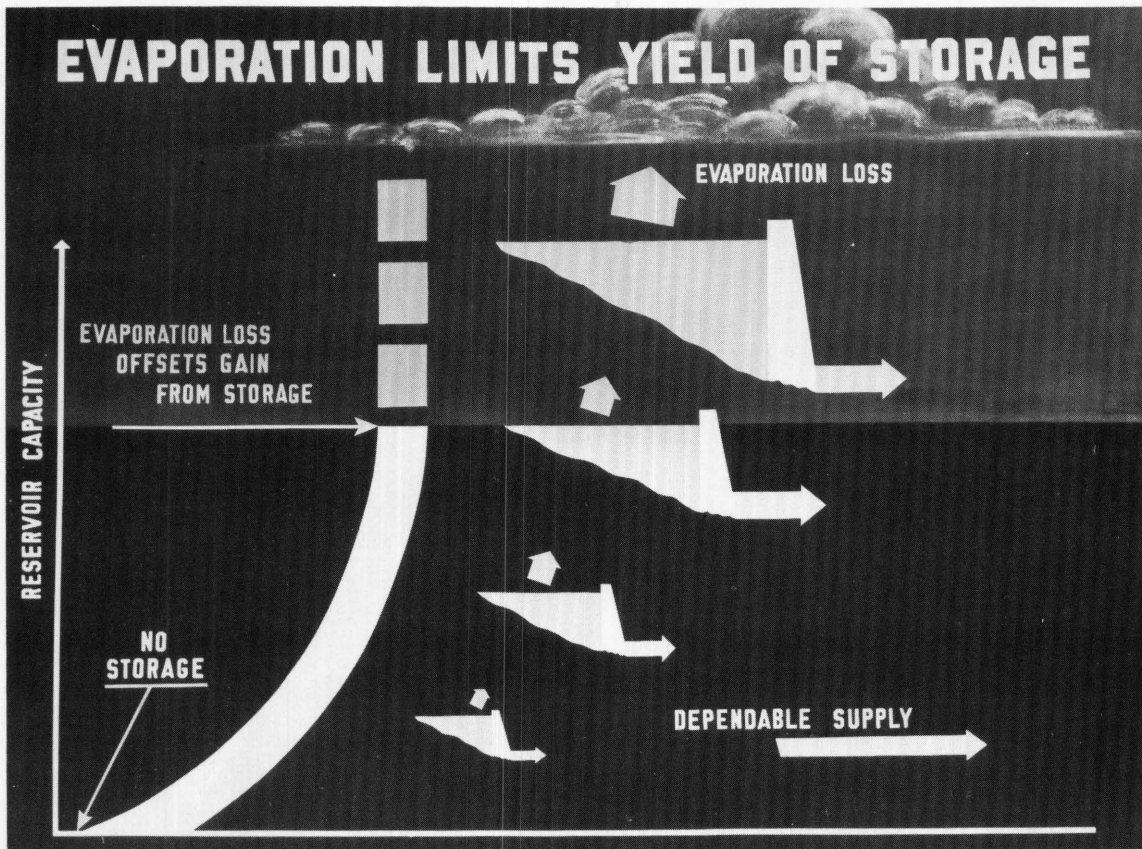 EVAPORATION LIMITS YIELD OF STORAGE
EVAPORATION LOSS
EVAPORATION LOSS
OFFSETS GAIN
FROM STORAGE
RESERVOIR CAPACITY
NO
STORAGE
DEPENDABLE SUPPLY